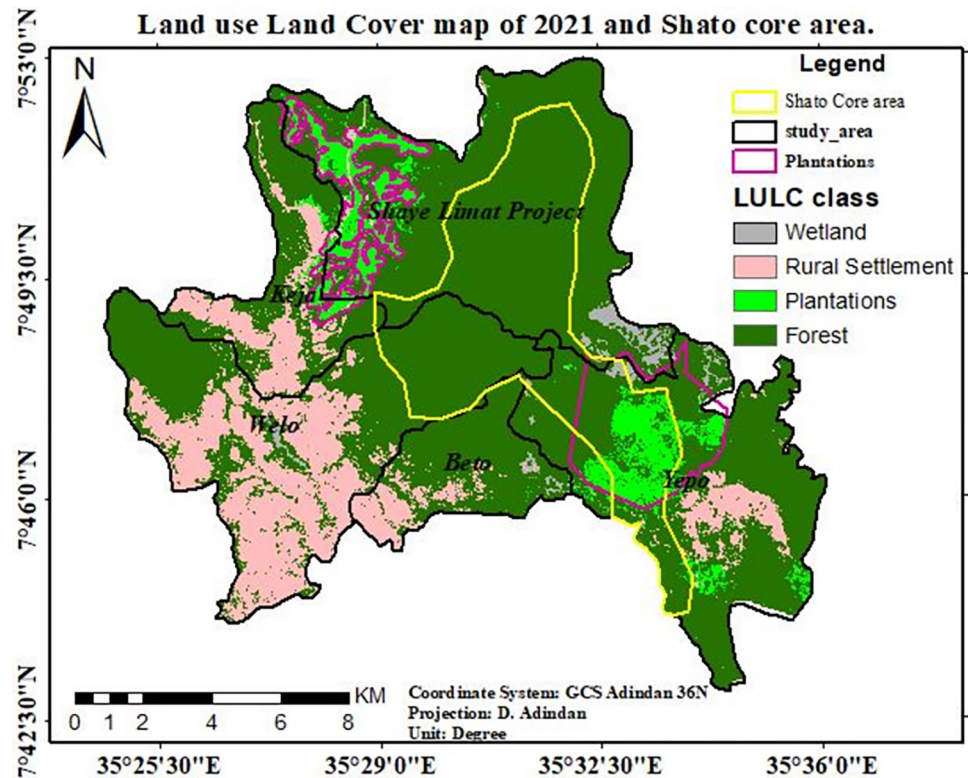 Land use Land Cover map of 2021 and Shato core area.
7°53'0"N
7°49'30"N
7°46'0"N
7°42'30"N
N
Legend
Shato Core area
study_area
Plantations
LULC class
Wetland
Rural Settlement
Plantations
Forest
Shaye Limat Project
Keja
Welo
Beto
Yepo
KM
0 1 2 4 6 8
Coordinate System: GCS Adindan 36N
Projection: D. Adindan
Unit: Degree
35°25'30"E 35°29'0"E 35°32'30"E 35°36'0"E